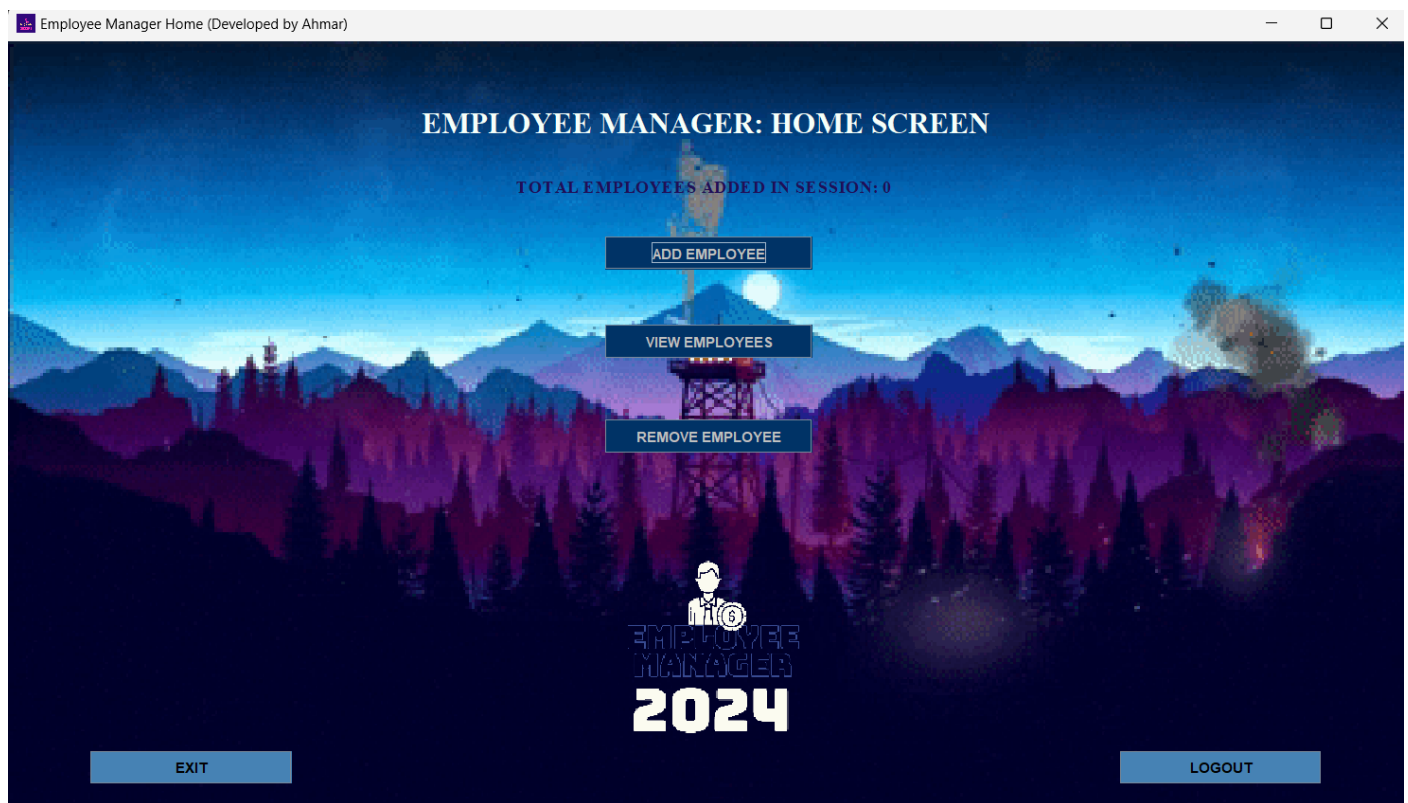 Employee Manager Home (Developed by Ahmar)
EMPLOYEE MANAGER: HOME SCREEN
TOTAL EMPLOYEES ADDED IN SESSION: 0
ADD EMPLOYEE
VIEW EMPLOYEES
REMOVE EMPLOYEE
$
EMPLOYEE
MANAGER
2024
EXIT
LOGOUT